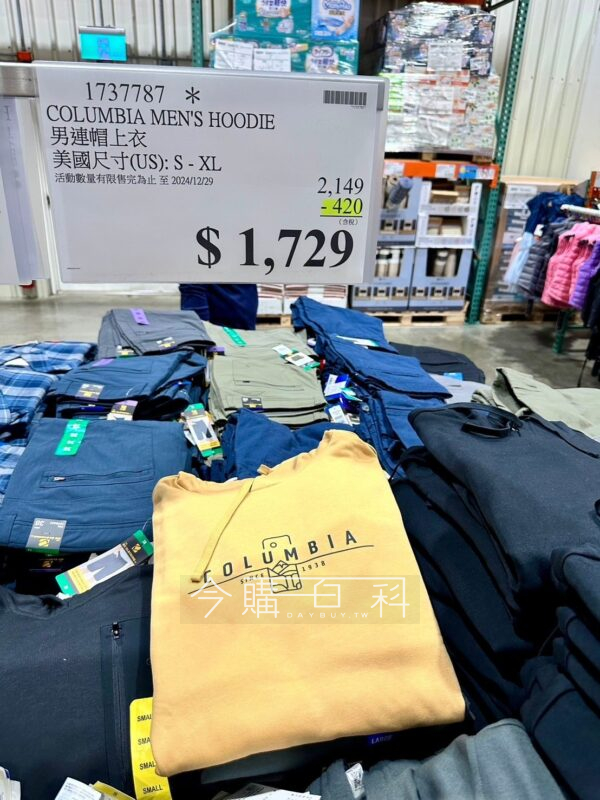 1737787 *
COLUMBIA MEN'S HOODIE
男連帽上衣
美國尺寸(US): S - XL
活動數量有限售完為止 至 2024/12/29
2,149
- 420
(含稅)
$ 1,729
COLUMBIA
Since 1938
今購百科
DAYBUY.TW
SMALL
SMALL
SMALL
SMALL
LARGE